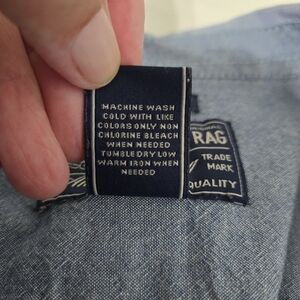 MACHINE WASH
COLD WITH LIKE
COLORS ONLY NON
CHLORINE BLEACH
WHEN NEEDED
TUMBLE DRY LOW
WARM IRON WHEN
NEEDED
RAG
TRADE
MARK
QUALITY